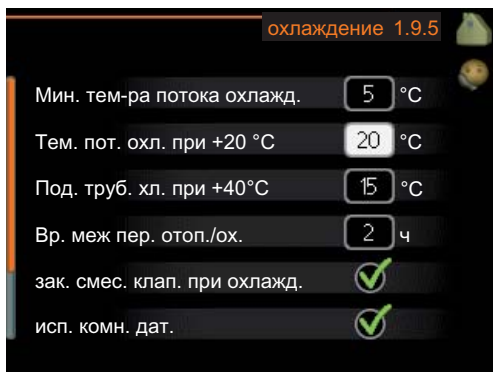 охлаждение 1.9.5
Мин. тем-ра потока охлажд. 5 °C
Тем. пот. охл. при +20 °C 20 °C
Под. труб. хл. при +40°C 15 °C
Вр. меж пер. отоп./ох. 2 ч
зак. смес. клап. при охлажд.
исп. комн. дат.